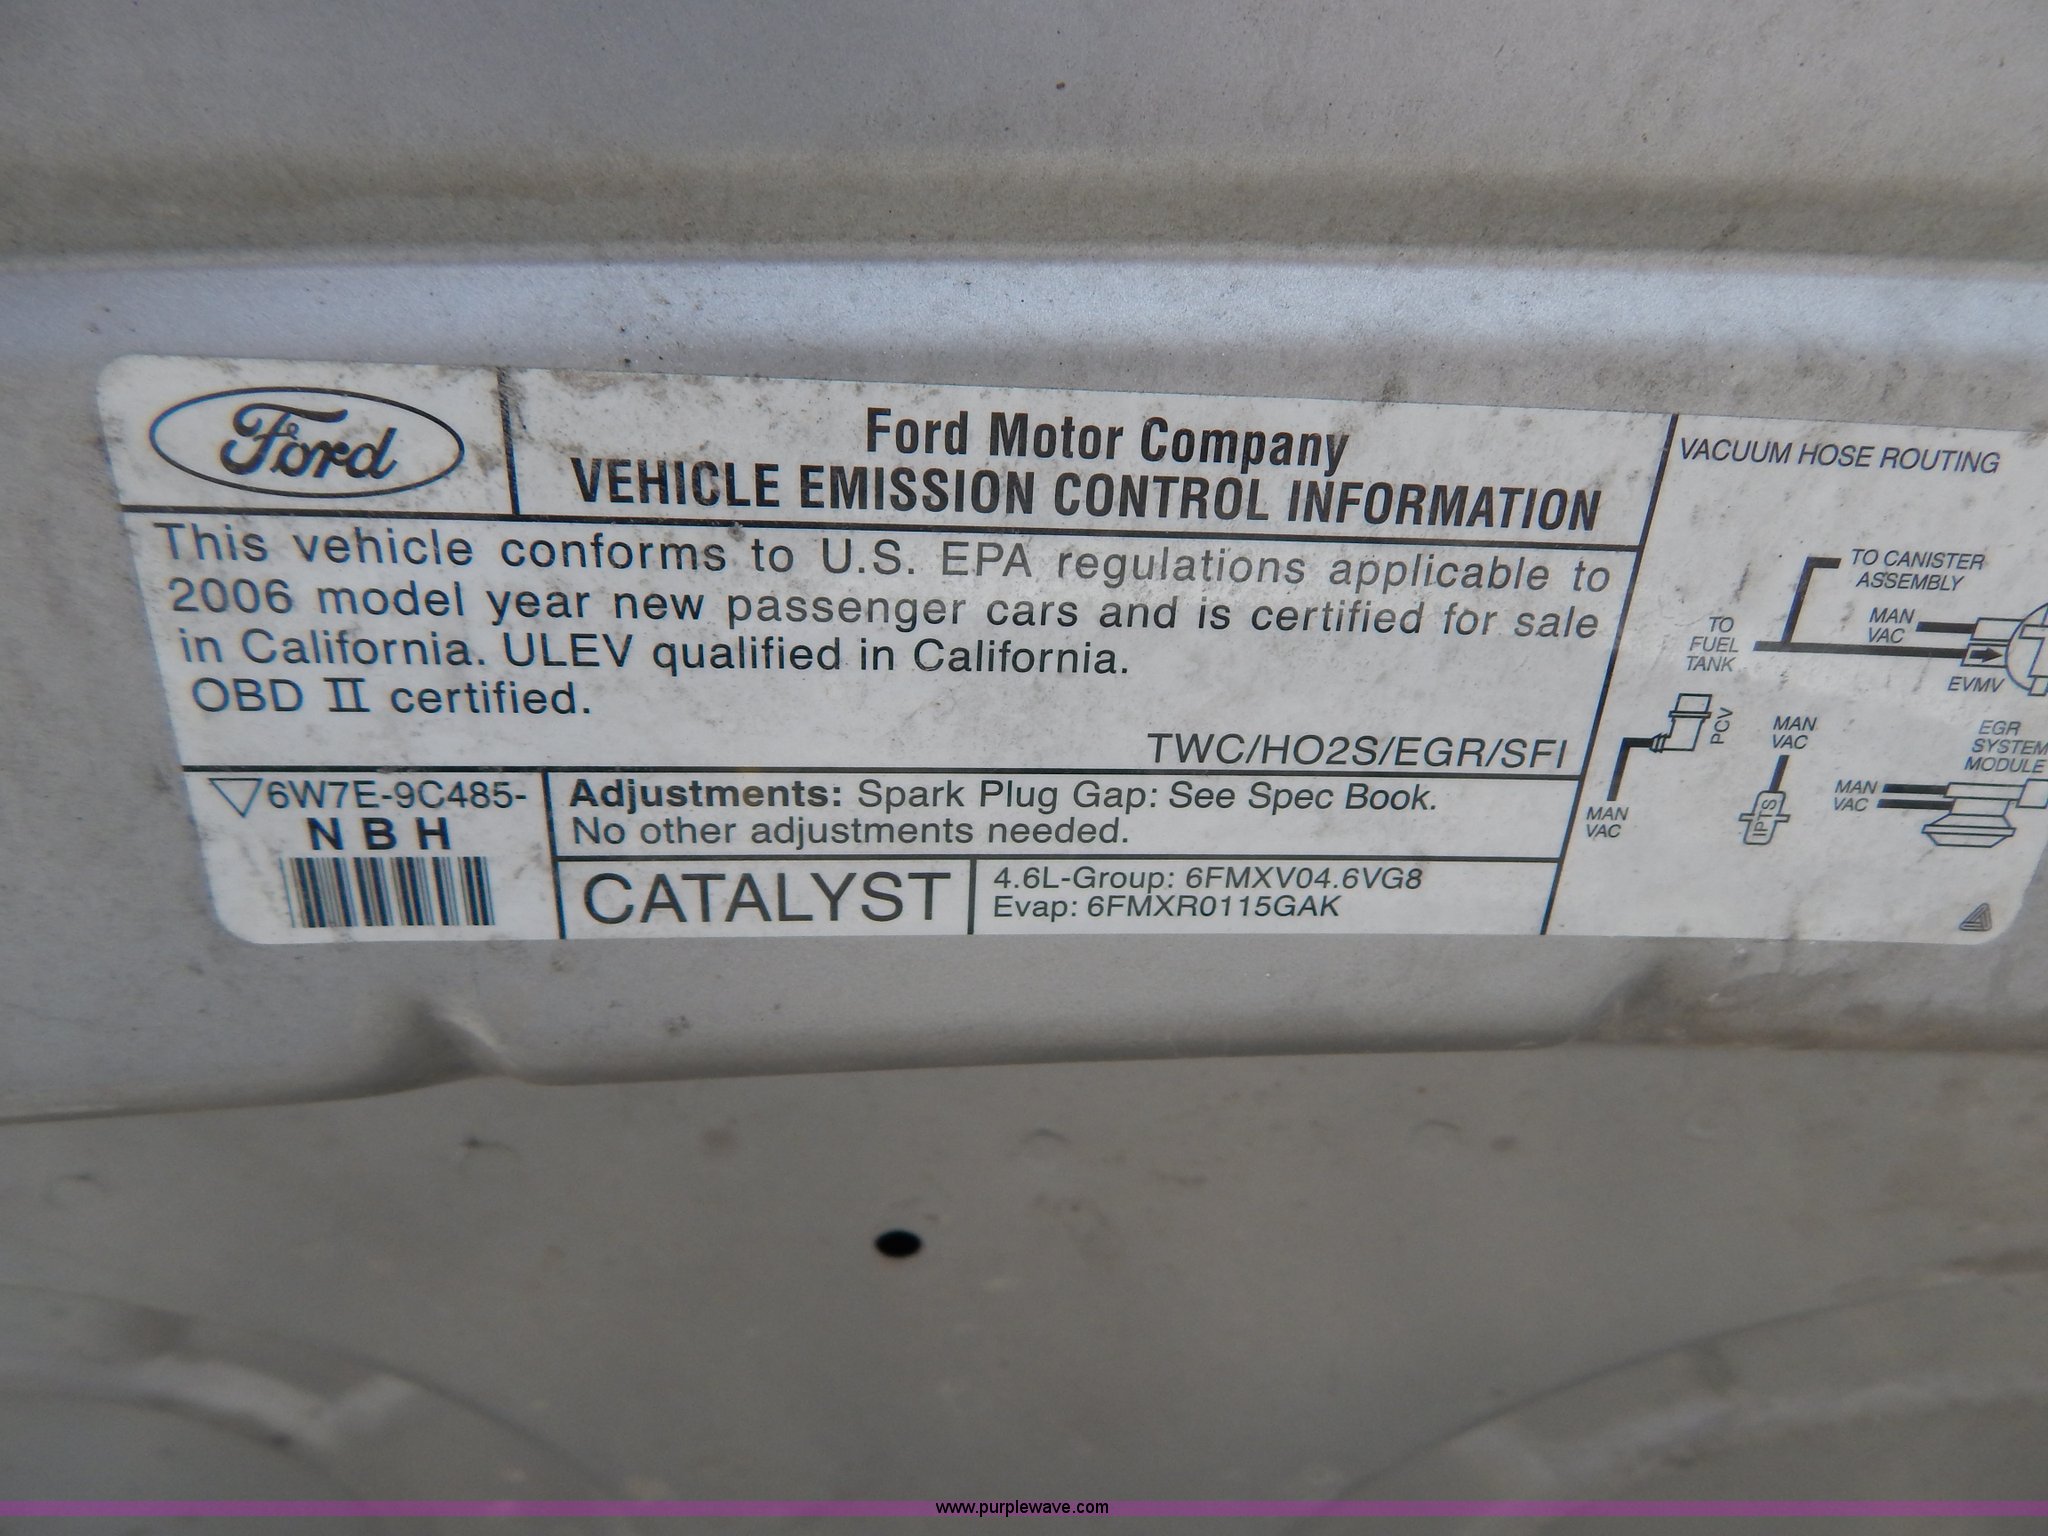 Ford
Ford Motor Company
VEHICLE EMISSION CONTROL INFORMATION
This vehicle conforms to U.S. EPA regulations applicable to
2006 model year new passenger cars and is certified for sale
in California. ULEV qualified in California.
OBD II certified.
TWC/HO2S/EGR/SFI
6W7E-9C485-
NBH
Adjustments: Spark Plug Gap: See Spec Book.
No other adjustments needed.
CATALYST
4.6L-Group: 6FMXV04.6VG8
Evap: 6FMXR0115GAK
VACUUM HOSE ROUTING
TO CANISTER
ASSEMBLY
MAN
VAC
TO
FUEL
TANK
EVMV
PCV
MAN
VAC
MAN
VAC
IPTS
EGR
SYSTEM
MODULE
MAN
VAC
www.purplewave.com